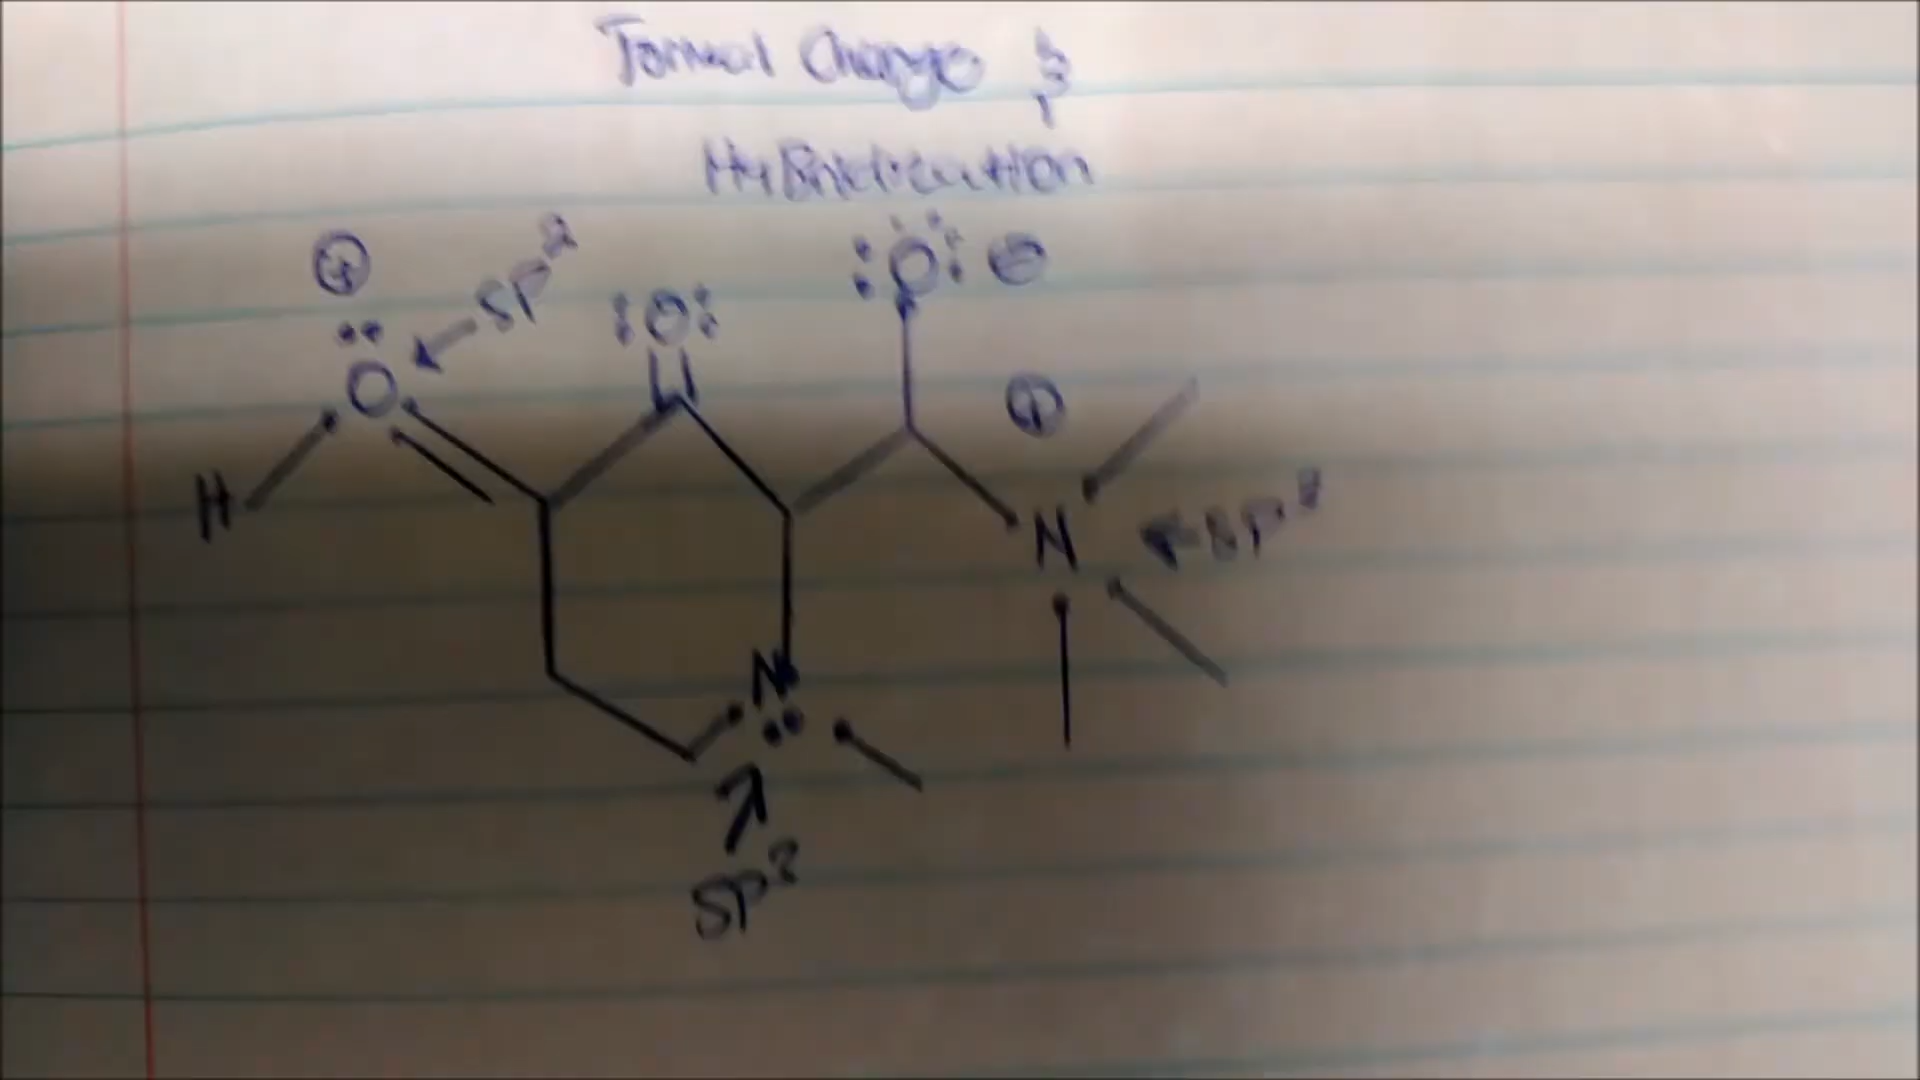 Formal Charge &
Hybridization
⊕ SP²
:O: :O: ⊖
O
⊕
H
N SP³
N
SP³